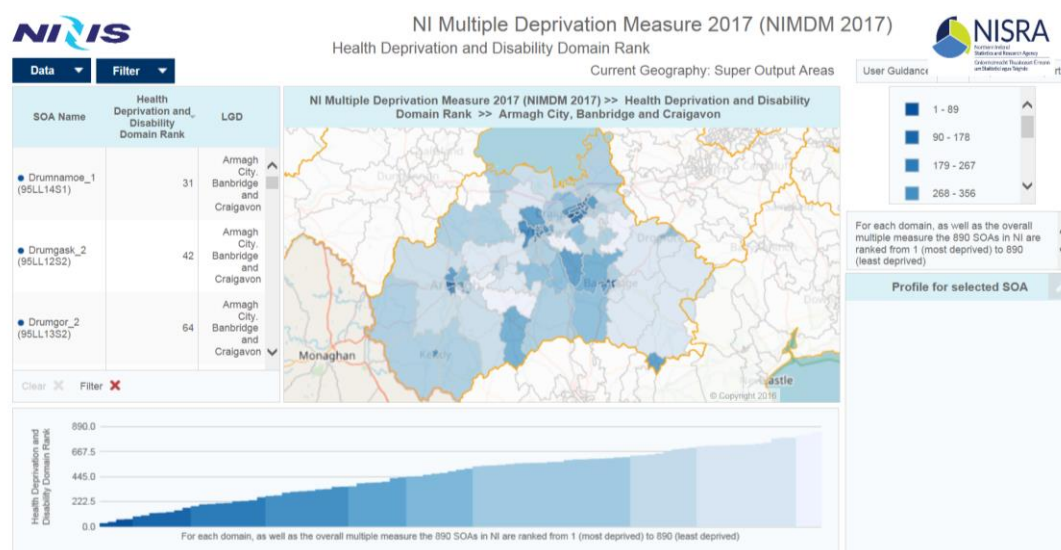 NINIS
NI Multiple Deprivation Measure 2017 (NIMDM 2017)
Health Deprivation and Disability Domain Rank
NISRA
Northern Ireland
Statistics and Research Agency
Data
Filter
Current Geography: Super Output Areas
User Guidance
SOA Name
Health
Deprivation and
Disability
Domain Rank
LGD
Drumnamoe_1
(95LL14S1)
31
Armagh
City.
Banbridge
and
Craigavon
Drumgask_2
(95LL12S2)
42
Armagh
City.
Banbridge
and
Craigavon
Drumgor_2
(95LL13S2)
64
Armagh
City.
Banbridge
and
Craigavon
Clear
Filter
NI Multiple Deprivation Measure 2017 (NIMDM 2017) >> Health Deprivation and Disability
Domain Rank >> Armagh City, Banbridge and Craigavon
Monaghan
© Copyright 2016
1 - 89
90 - 178
179 - 267
268 - 356
For each domain, as well as the overall
multiple measure the 890 SOAs in NI are
ranked from 1 (most deprived) to 890
(least deprived)
Profile for selected SOA
Health Deprivation and
Disability Domain Rank
890.0
667.5
445.0
222.5
0.0
For each domain, as well as the overall multiple measure the 890 SOAs in NI are ranked from 1 (most deprived) to 890 (least deprived)